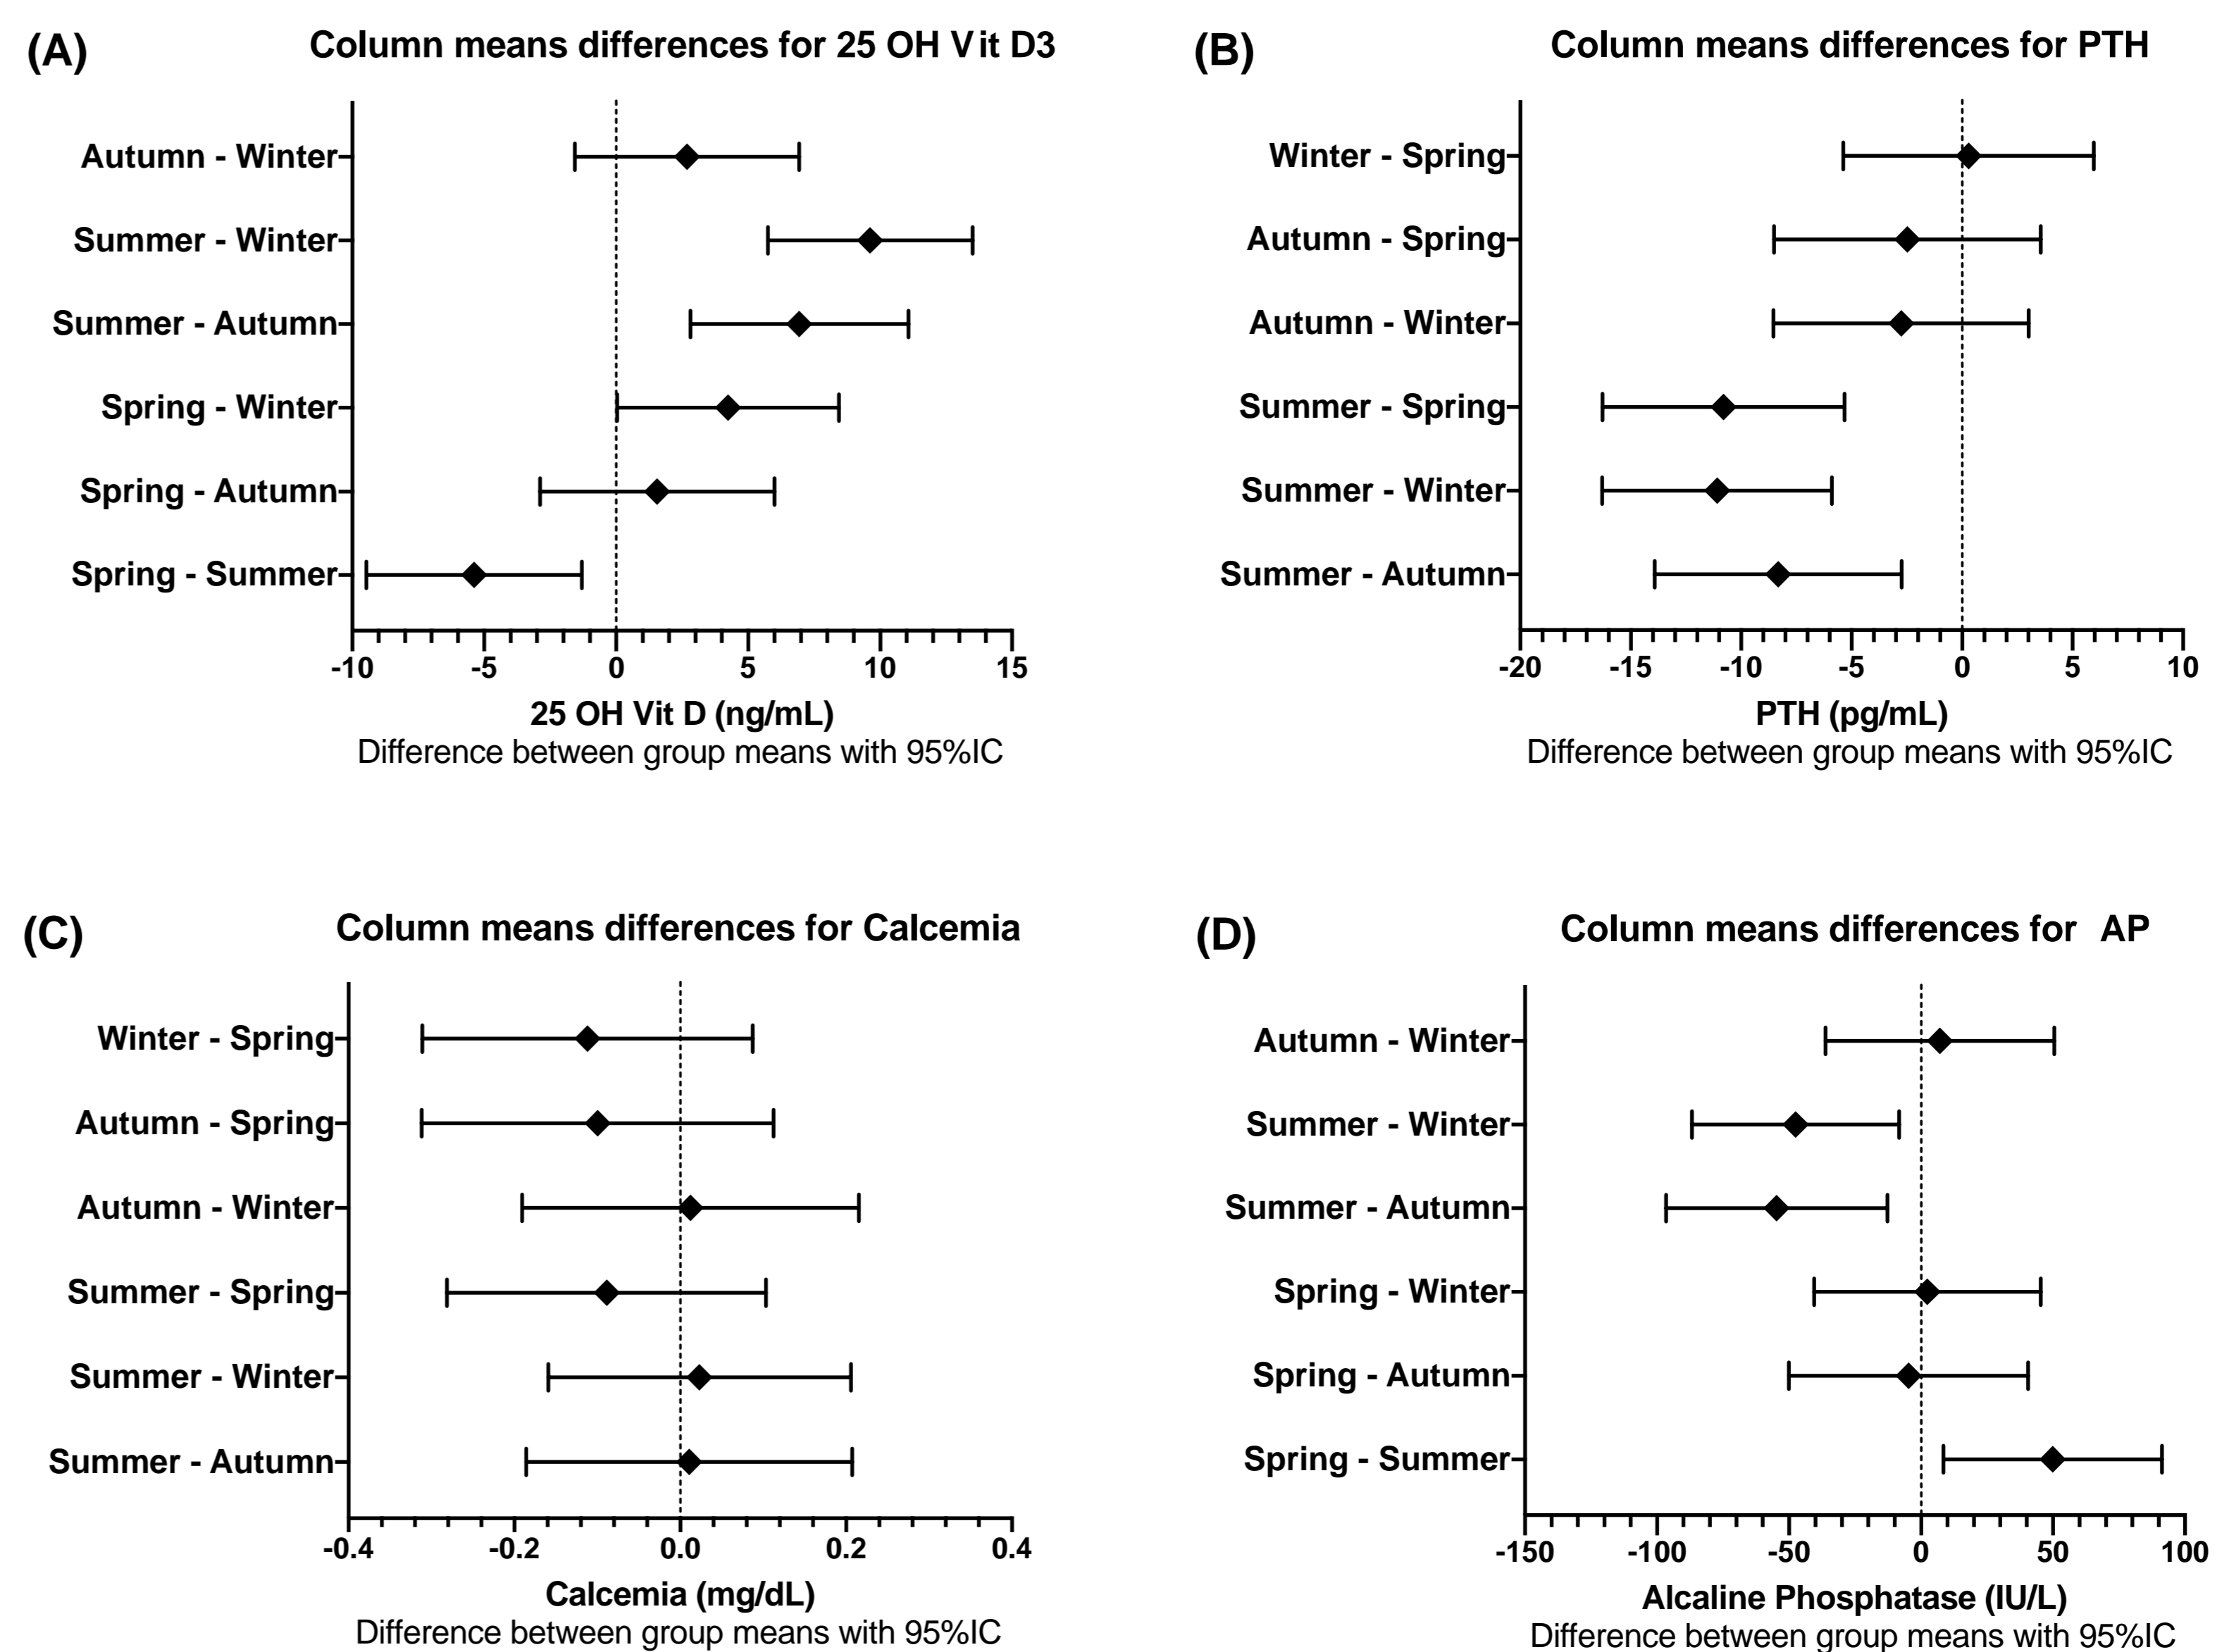 (A)
Column means differences for 25 OH Vit D3
Autumn - Winter
Summer - Winter
Summer - Autumn
Spring - Winter
Spring - Autumn
Spring - Summer
-10 -5 0 5 10 15
25 OH Vit D (ng/mL)
Difference between group means with 95%IC
(B)
Column means differences for PTH
Winter - Spring
Autumn - Spring
Autumn - Winter
Summer - Spring
Summer - Winter
Summer - Autumn
-20 -15 -10 -5 0 5 10
PTH (pg/mL)
Difference between group means with 95%IC
(C)
Column means differences for Calcemia
Winter - Spring
Autumn - Spring
Autumn - Winter
Summer - Spring
Summer - Winter
Summer - Autumn
-0.4 -0.2 0.0 0.2 0.4
Calcemia (mg/dL)
Difference between group means with 95%IC
(D)
Column means differences for AP
Autumn - Winter
Summer - Winter
Summer - Autumn
Spring - Winter
Spring - Autumn
Spring - Summer
-150 -100 -50 0 50 100
Alcaline Phosphatase (IU/L)
Difference between group means with 95%IC